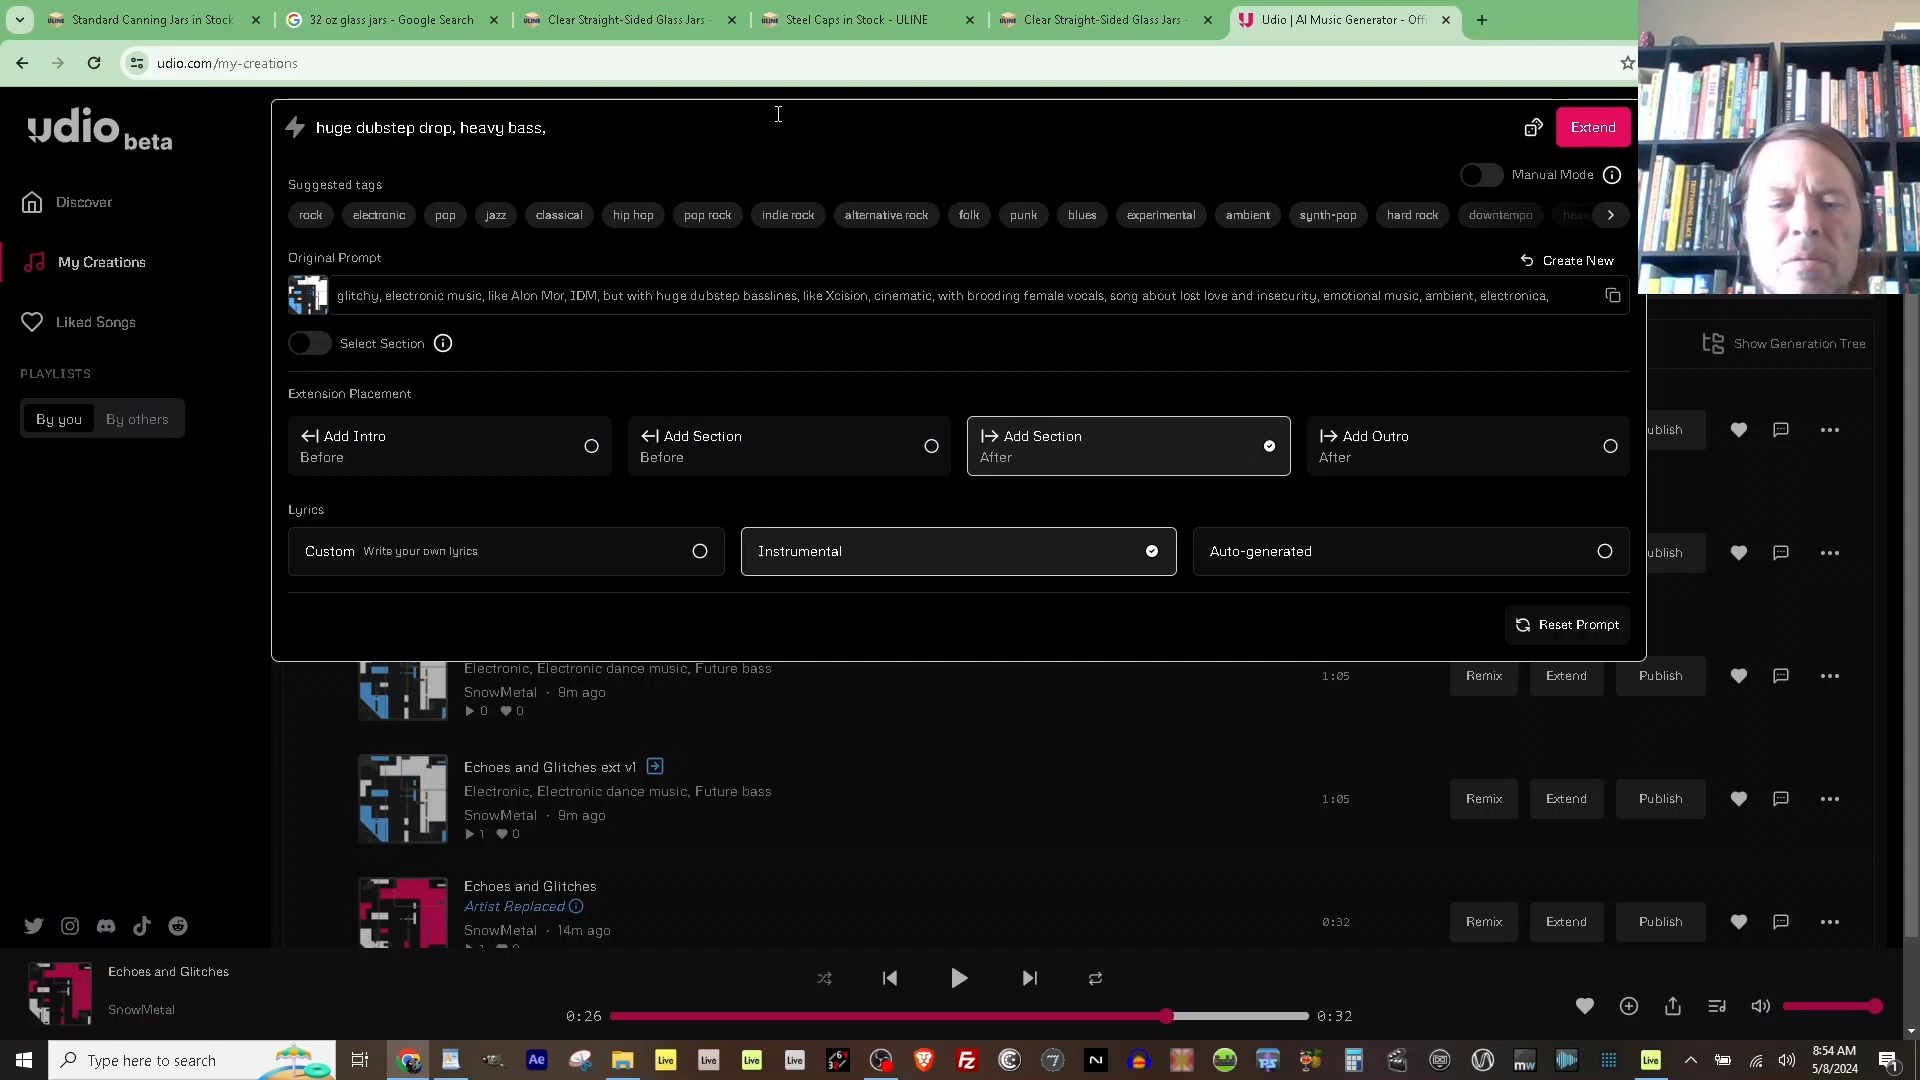 Standard Canning Jars in Stock
32 oz glass jars - Google Search
Clear Straight-Sided Glass Jars -
Steel Caps in Stock - ULINE
Clear Straight-Sided Glass Jars -
Udio | AI Music Generator - Offi
udio.com/my-creations
udio beta
huge dubstep drop, heavy bass,
Extend
Manual Mode
Suggested tags
rock electronic pop jazz classical hip hop pop rock indie rock alternative rock folk punk blues experimental ambient synth-pop hard rock downtempo heav
Original Prompt
Create New
glitchy, electronic music, like Alon Mor, IDM, but with huge dubstep basslines, like Xcision, cinematic, with brooding female vocals, song about lost love and insecurity, emotional music, ambient, electronica,
Select Section
Show Generation Tree
Discover
My Creations
Liked Songs
PLAYLISTS
By you By others
Extension Placement
Add Intro
Before
Add Section
Before
Add Section
After
Add Outro
After
ublish
Lyrics
Custom Write your own lyrics
Instrumental
Auto-generated
ublish
Reset Prompt
Electronic, Electronic dance music, Future bass
SnowMetal · 9m ago
0 0
1:05
Remix Extend Publish
Echoes and Glitches ext v1
Electronic, Electronic dance music, Future bass
SnowMetal · 9m ago
1 0
1:05
Remix Extend Publish
Echoes and Glitches
Artist Replaced
SnowMetal · 14m ago
0:32
Remix Extend Publish
Echoes and Glitches
SnowMetal
0:26
0:32
Type here to search
8:54 AM
5/8/2024